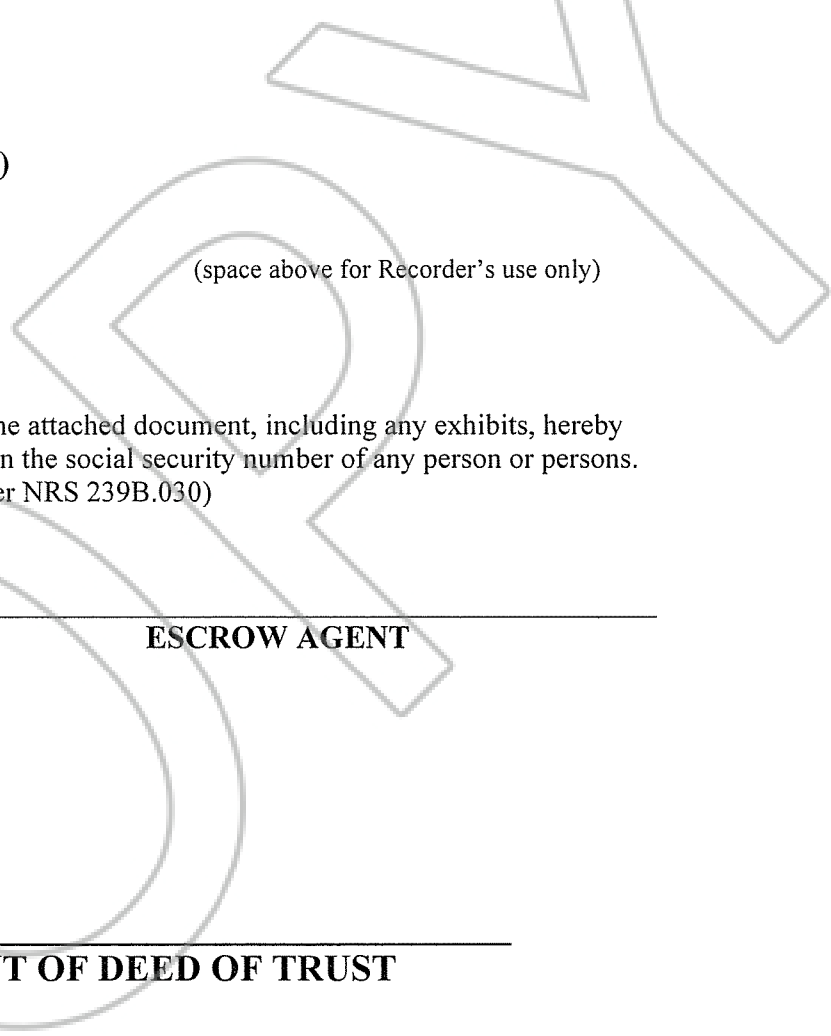 )
(space above for Recorder's use only)
he attached document, including any exhibits, hereby
n the social security number of any person or persons.
er NRS 239B.030)
ESCROW AGENT
T OF DEED OF TRUST
OPY